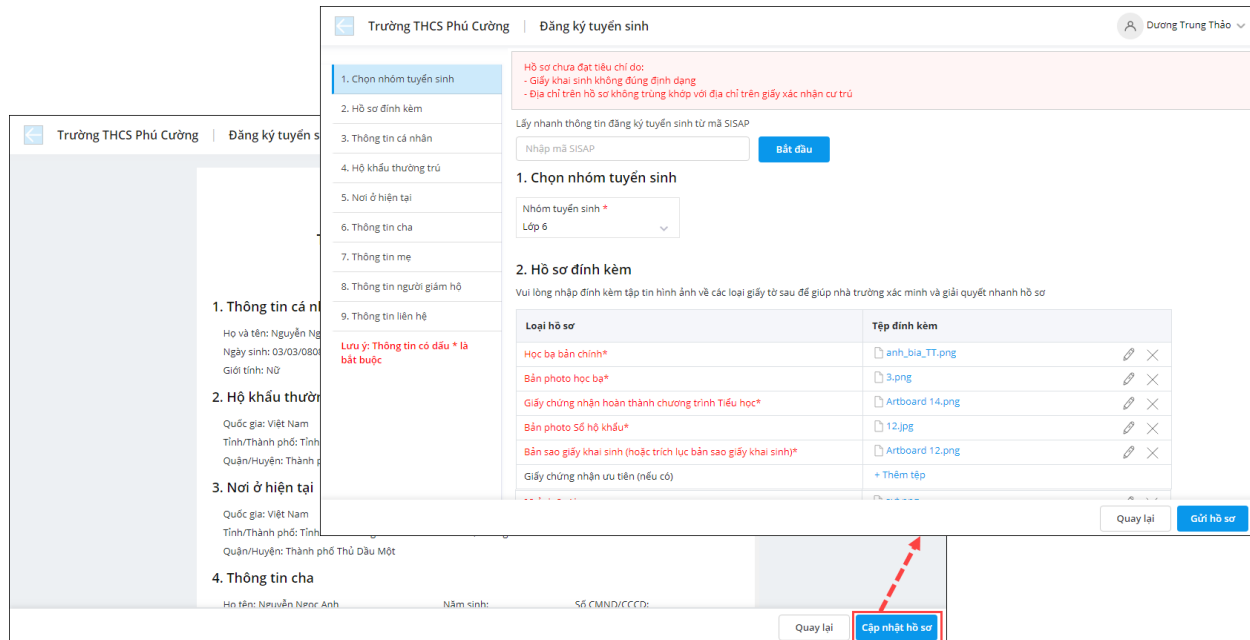 Trường THCS Phú Cường | Đăng ký tuyển sinh
Dương Trung Thảo
1. Chọn nhóm tuyển sinh
2. Hồ sơ đính kèm
3. Thông tin cá nhân
4. Hộ khẩu thường trú
5. Nơi ở hiện tại
6. Thông tin cha
7. Thông tin mẹ
8. Thông tin người giám hộ
9. Thông tin liên hệ
Lưu ý: Thông tin có dấu * là
bắt buộc
Hồ sơ chưa đạt tiêu chí do:
- Giấy khai sinh không đúng định dạng
- Địa chỉ trên hồ sơ không trùng khớp với địa chỉ trên giấy xác nhận cư trú
Lấy nhanh thông tin đăng ký tuyển sinh từ mã SISAP
Nhập mã SISAP
Bắt đầu
1. Chọn nhóm tuyển sinh
Nhóm tuyển sinh *
Lớp 6
2. Hồ sơ đính kèm
Vui lòng nhập đính kèm tập tin hình ảnh về các loại giấy tờ sau để giúp nhà trường xác minh và giải quyết nhanh hồ sơ
Loại hồ sơ Tệp đính kèm
Học bạ bản chính* anh_bia_TT.png
Bản photo học bạ* 3.png
Giấy chứng nhận hoàn thành chương trình Tiểu học* Artboard 14.png
Bản photo Sổ hộ khẩu* 12.jpg
Bản sao giấy khai sinh (hoặc trích lục bản sao giấy khai sinh)* Artboard 12.png
Giấy chứng nhận ưu tiên (nếu có) + Thêm tệp
Quay lại
Gửi hồ sơ
Trường THCS Phú Cường | Đăng ký tuyển s
1. Thông tin cá nh
Họ và tên: Nguyễn Ng
Ngày sinh: 03/03/080
Giới tính: Nữ
2. Hộ khẩu thườn
Quốc gia: Việt Nam
Tỉnh/Thành phố: Tỉnh
Quận/Huyện: Thành p
3. Nơi ở hiện tại
Quốc gia: Việt Nam
Tỉnh/Thành phố: Tỉnh
Quận/Huyện: Thành phố Thủ Dầu Một
4. Thông tin cha
Họ tên: Nguyễn Ngọc Anh Năm sinh: Số CMND/CCCD:
Quay lại
Cập nhật hồ sơ